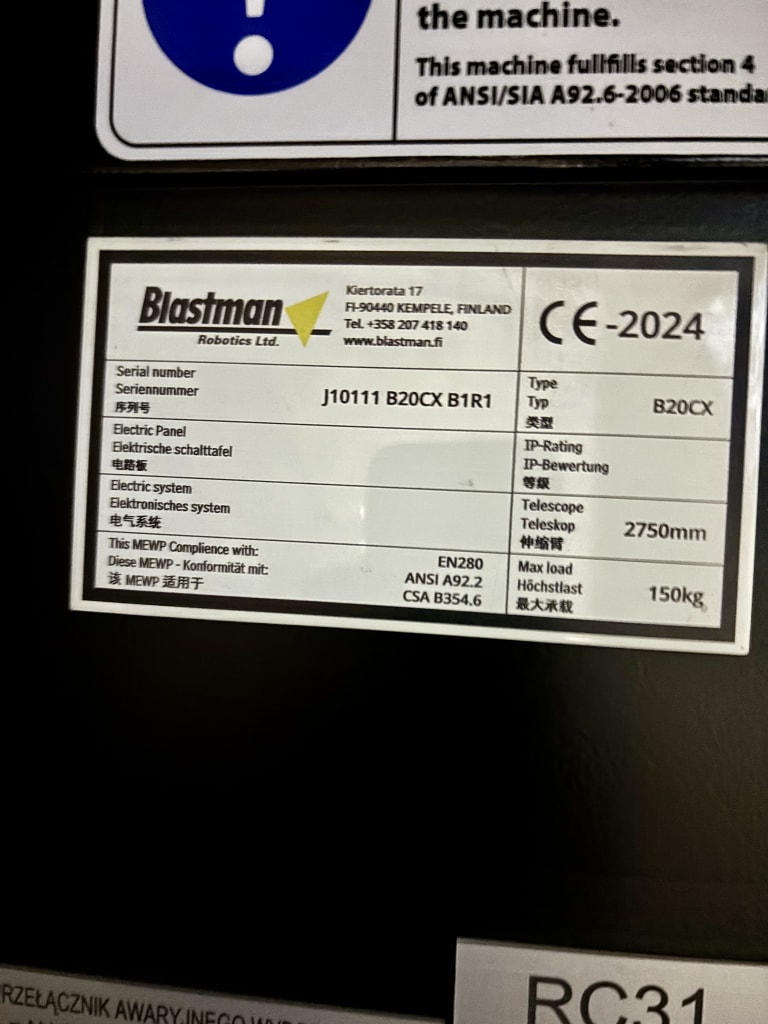 the machine.
This machine fullfills section 4
of ANSI/SIA A92.6-2006
Blastman
Robotics Ltd.
Kiertorata 17
FI-90440 KEMPELE, FINLAND
Tel. +358 207 418 140
www.blastman.fi
CE-2024
Serial number
Seriennummer
序列号
J10111 B20CX B1R1
Type
Typ
类型
B20CX
Electric Panel
Elektrische schalttafel
电路板
IP-Rating
IP-Bewertung
等级
Electric system
Elektronisches system
电气系统
Telescope
Teleskop
伸缩臂
2750mm
This MEWP Complience with:
Diese MEWP - Konformität mit:
该 MEWP 适用于
EN280
ANSI A92.2
CSA B354.6
Max load
Höchstlast
最大承载
150kg
AWARYJNEGO
RC31